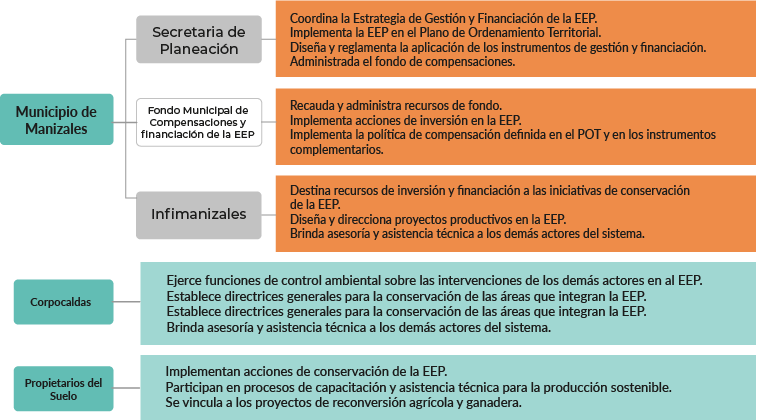 Municipio de
Manizales
Secretaria de
Planeación
Coordina la Estrategia de Gestión y Financiación de la EEP.
Implementa la EEP en el Plano de Ordenamiento Territorial.
Diseña y reglamenta la aplicación de los instrumentos de gestión y financiación.
Administrada el fondo de compensaciones.
Fondo Municipal de
Compensaciones y
financiación de la EEP
Recauda y administra recursos de fondo.
Implementa acciones de inversión en la EEP.
Implementa la política de compensación definida en el POT y en los instrumentos
complementarios.
Infimanizales
Destina recursos de inversión y financiación a las iniciativas de conservación
de la EEP.
Diseña y direcciona proyectos productivos en la EEP.
Brinda asesoría y asistencia técnica a los demás actores del sistema.
Corpocaldas
Ejerce funciones de control ambiental sobre las intervenciones de los demás actores en al EEP.
Establece directrices generales para la conservación de las áreas que integran la EEP.
Establece directrices generales para la conservación de las áreas que integran la EEP.
Brinda asesoría y asistencia técnica a los demás actores del sistema.
Propietarios del
Suelo
Implementan acciones de conservación de la EEP.
Participan en procesos de capacitación y asistencia técnica para la producción sostenible.
Se vincula a los proyectos de reconversión agrícola y ganadera.